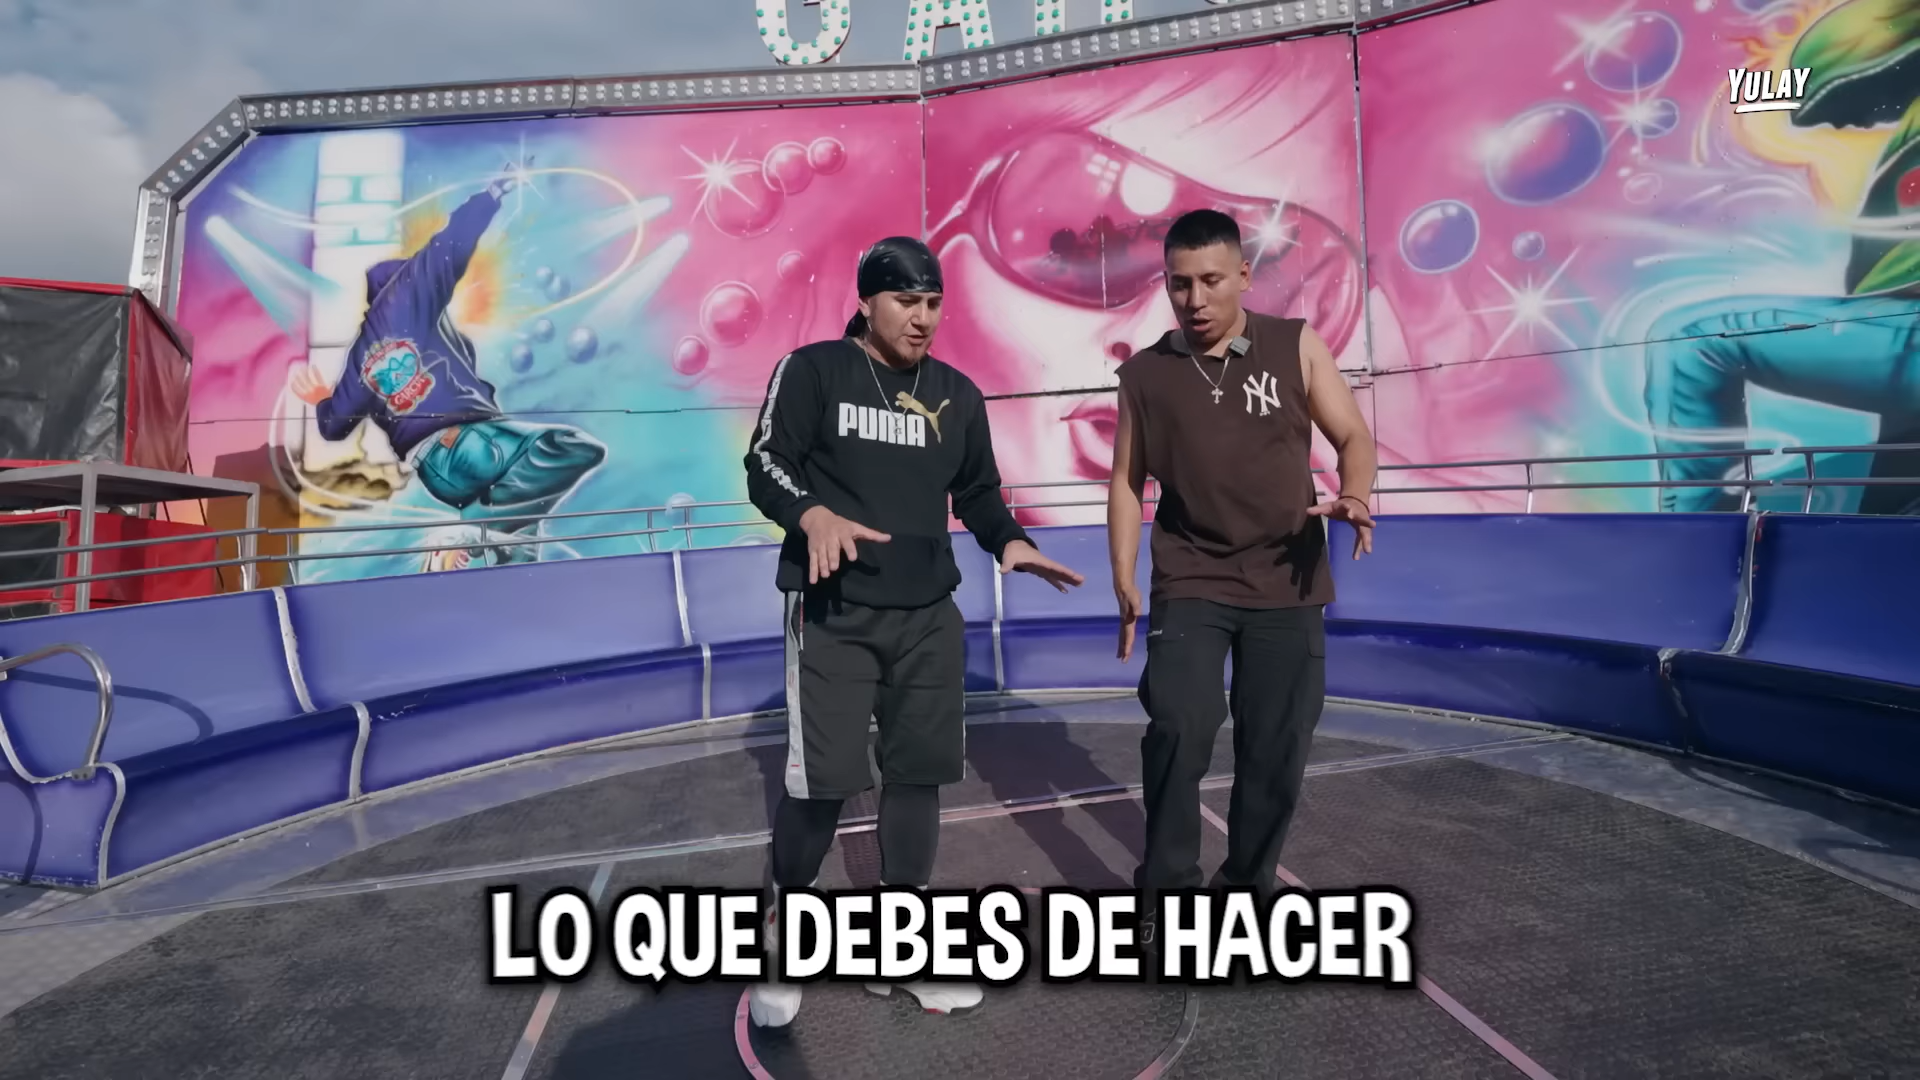 YULAY
PUMA
NY
LO QUE DEBES DE HACER